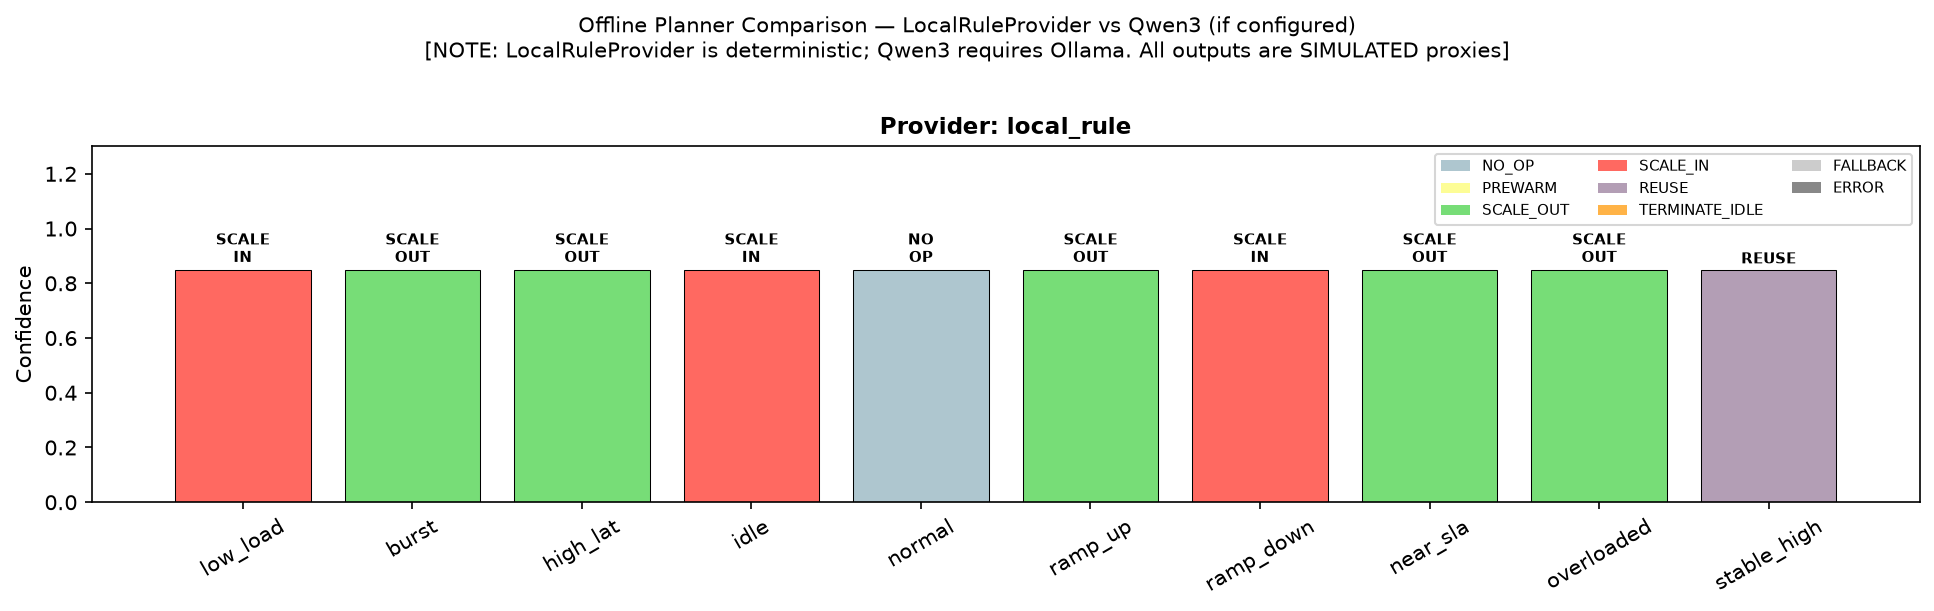 Offline Planner Comparison — LocalRuleProvider vs Qwen3 (if configured)
[NOTE: LocalRuleProvider is deterministic; Qwen3 requires Ollama. All outputs are SIMULATED proxies]
Provider: local_rule
Confidence
1.2
1.0
0.8
0.6
0.4
0.2
0.0
NO_OP
PREWARM
SCALE_OUT
SCALE_IN
REUSE
TERMINATE_IDLE
FALLBACK
ERROR
SCALE
IN
SCALE
OUT
SCALE
OUT
SCALE
IN
NO
OP
SCALE
OUT
SCALE
IN
SCALE
OUT
SCALE
OUT
REUSE
low_load
burst
high_lat
idle
normal
ramp_up
ramp_down
near_sla
overloaded
stable_high